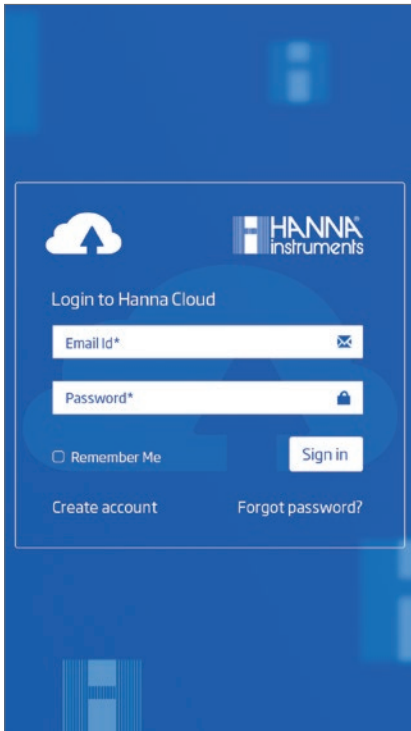 HANNA
instruments
Login to Hanna Cloud
Email Id*
Password*
Remember Me
Sign in
Create account
Forgot password?